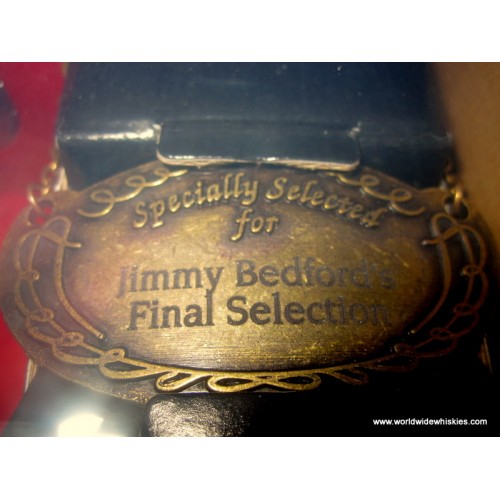 Specially Selected
for
Jimmy Bedford's
Final Selection
www.worldwidewhiskies.com